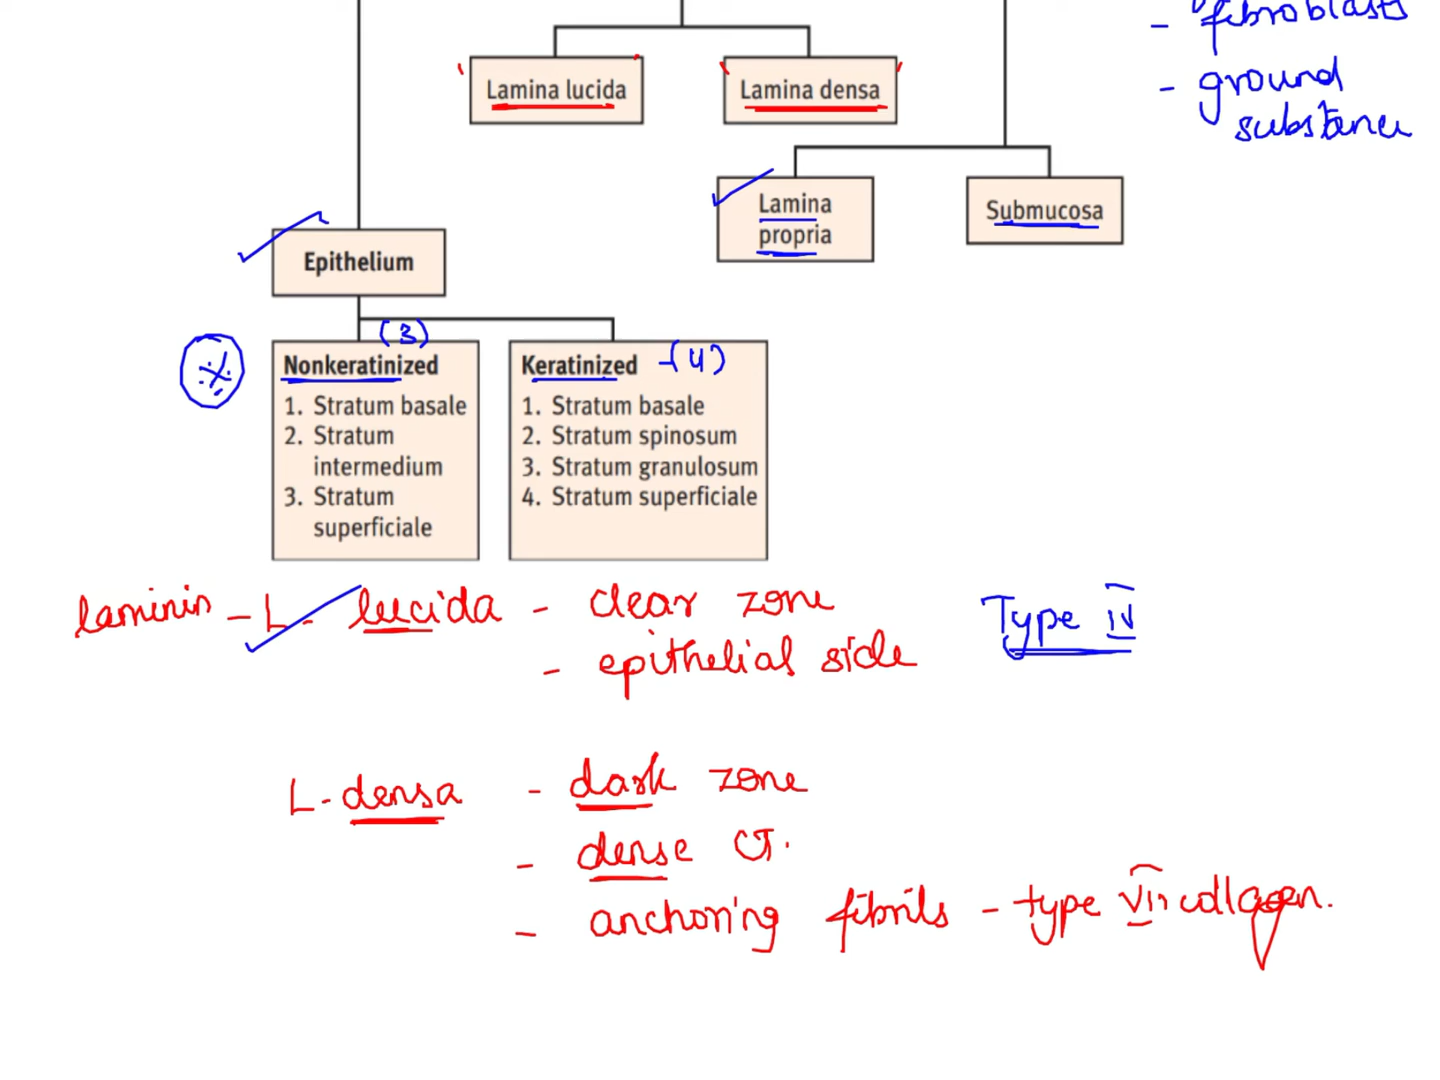 - fibroblasts
- ground
substance
Lamina lucida
Lamina densa
Lamina
propria
Submucosa
Epithelium
(3)
Nonkeratinized
1. Stratum basale
2. Stratum
intermedium
3. Stratum
superficiale
Keratinized - (4)
1. Stratum basale
2. Stratum spinosum
3. Stratum granulosum
4. Stratum superficiale
laminin - L. lucida - clear zone
- epithelial side
Type IV
L. densa - dark zone
- dense CT.
- anchoring fibrils - type VII collagen.